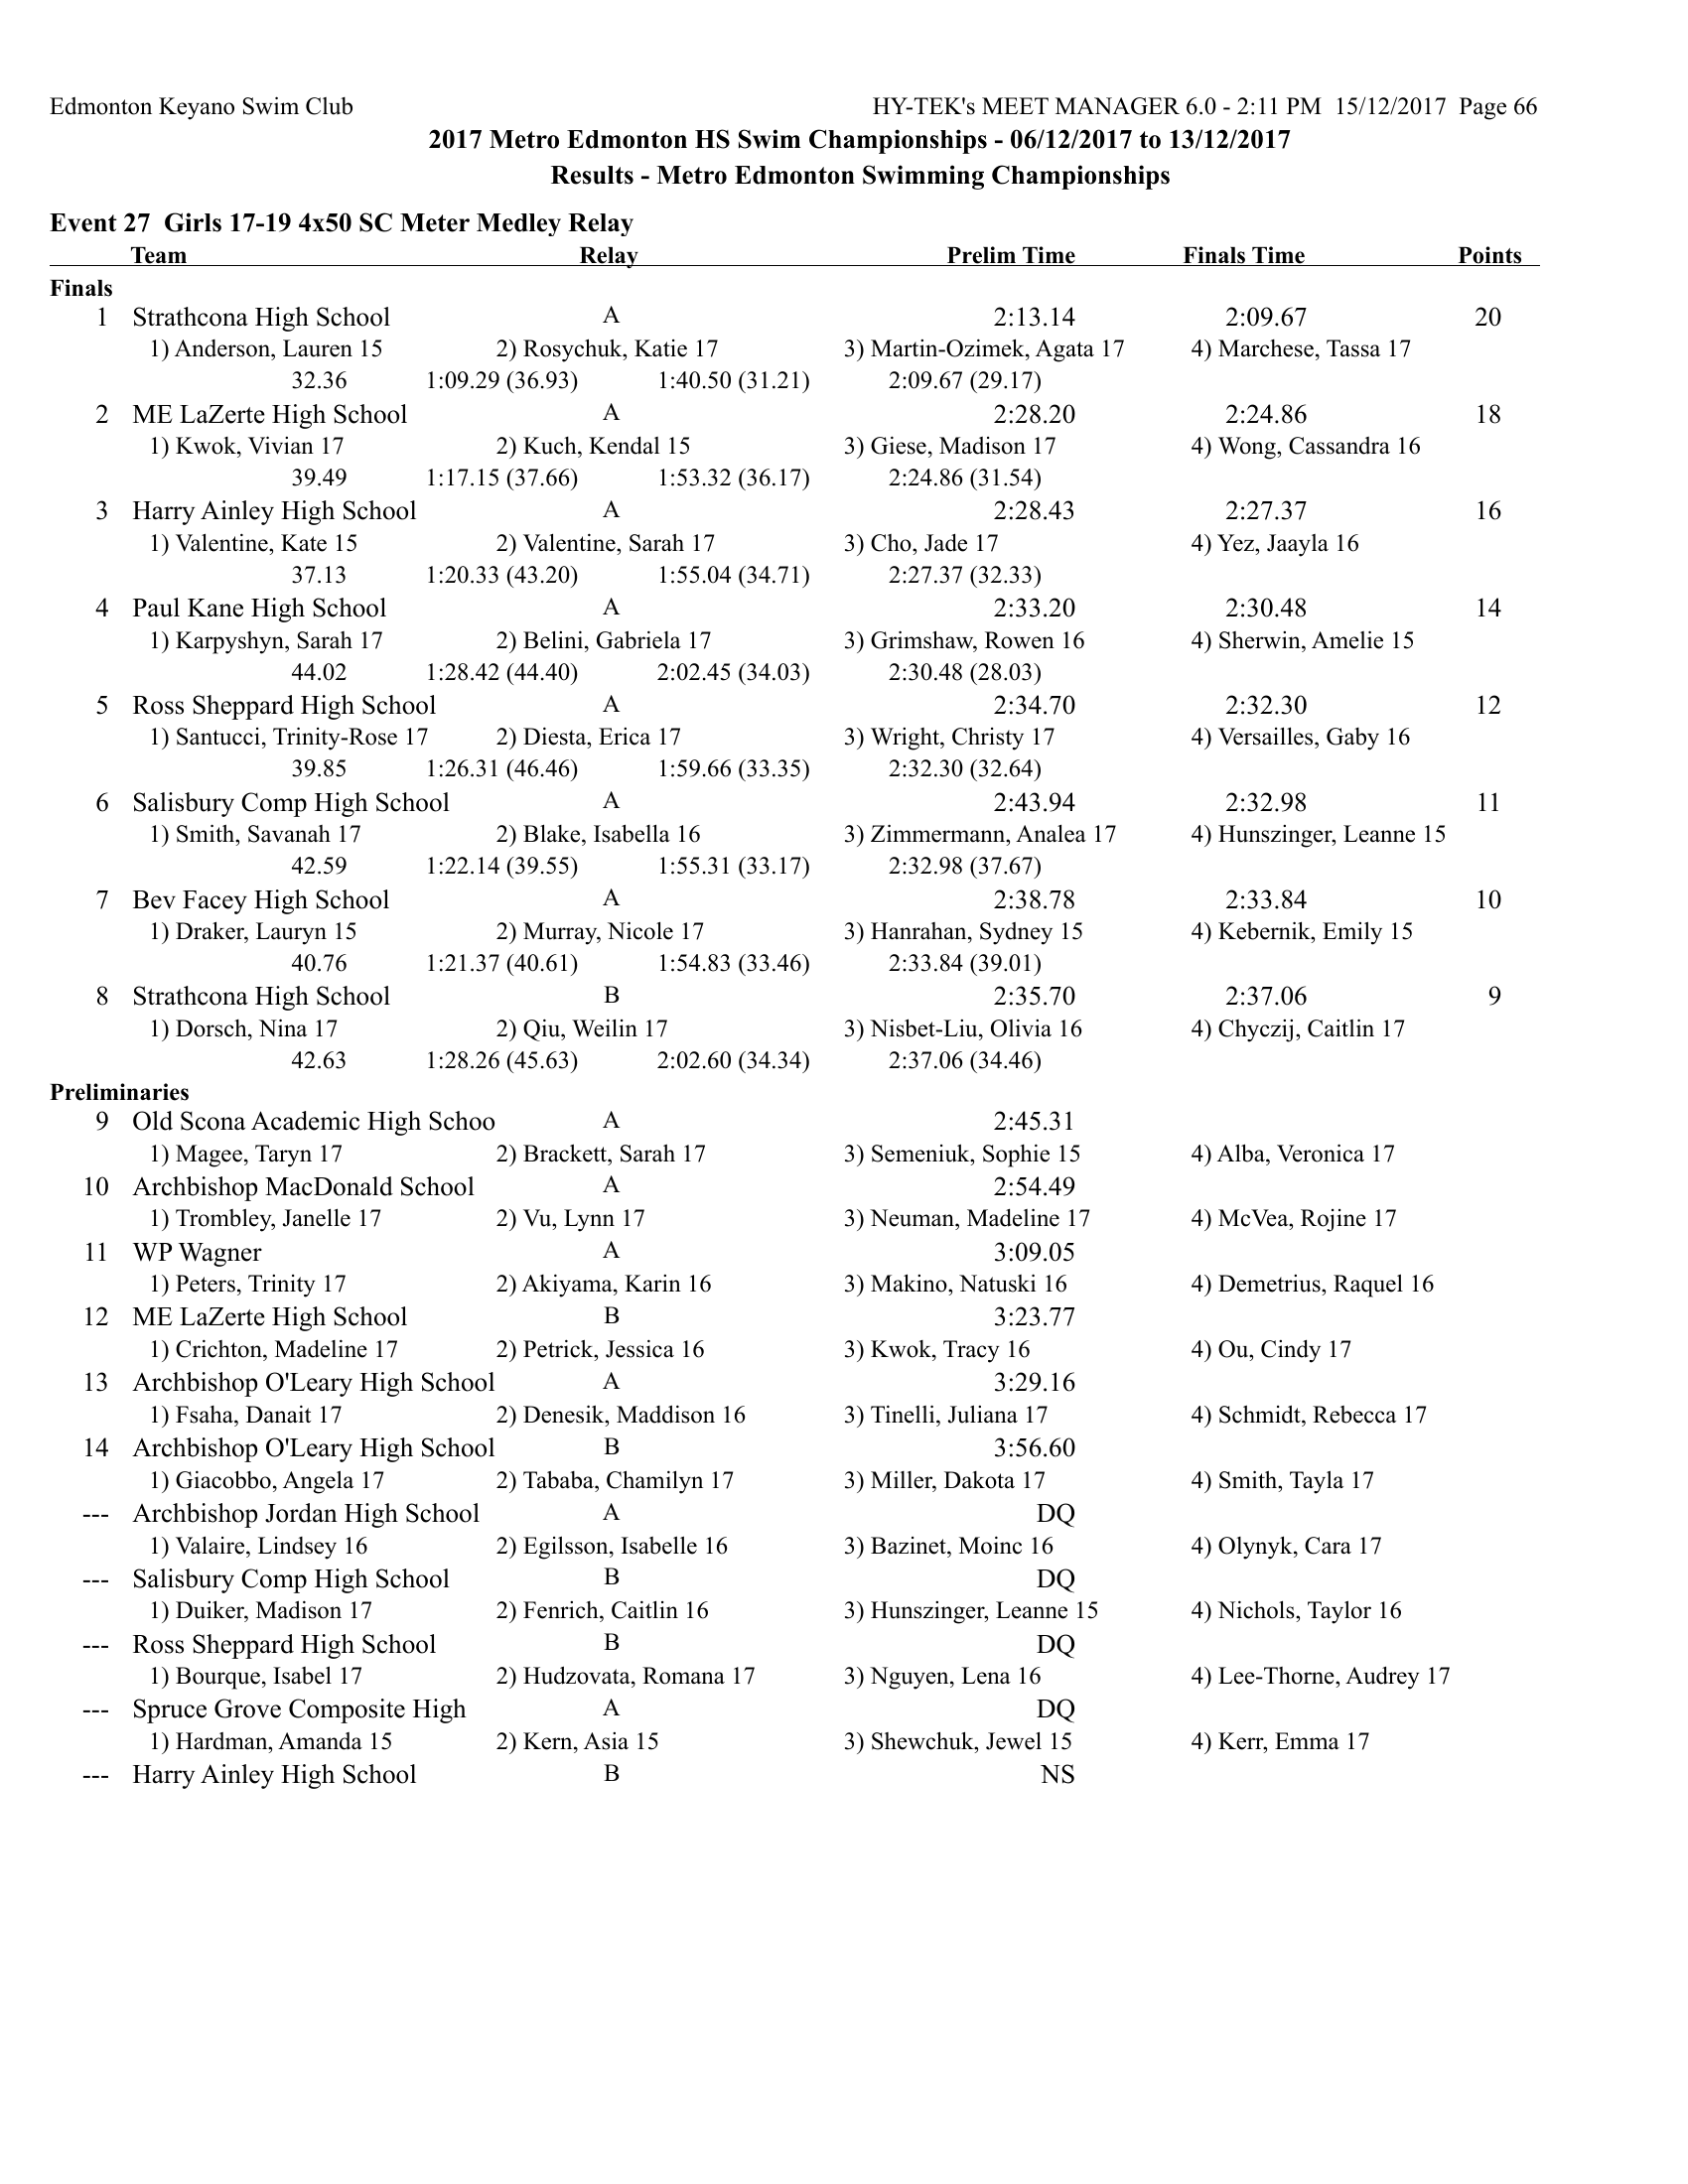 Edmonton Keyano Swim Club HY-TEK's MEET MANAGER 6.0 - 2:11 PM 15/12/2017 Page 66
2017 Metro Edmonton HS Swim Championships - 06/12/2017 to 13/12/2017
Results - Metro Edmonton Swimming Championships
Event 27 Girls 17-19 4x50 SC Meter Medley Relay
Team Relay Prelim Time Finals Time Points
Finals
1 Strathcona High School A 2:13.14 2:09.67 20
1) Anderson, Lauren 15 2) Rosychuk, Katie 17 3) Martin-Ozimek, Agata 17 4) Marchese, Tassa 17
32.36 1:09.29 (36.93) 1:40.50 (31.21) 2:09.67 (29.17)
2 ME LaZerte High School A 2:28.20 2:24.86 18
1) Kwok, Vivian 17 2) Kuch, Kendal 15 3) Giese, Madison 17 4) Wong, Cassandra 16
39.49 1:17.15 (37.66) 1:53.32 (36.17) 2:24.86 (31.54)
3 Harry Ainley High School A 2:28.43 2:27.37 16
1) Valentine, Kate 15 2) Valentine, Sarah 17 3) Cho, Jade 17 4) Yez, Jaayla 16
37.13 1:20.33 (43.20) 1:55.04 (34.71) 2:27.37 (32.33)
4 Paul Kane High School A 2:33.20 2:30.48 14
1) Karpyshyn, Sarah 17 2) Belini, Gabriela 17 3) Grimshaw, Rowen 16 4) Sherwin, Amelie 15
44.02 1:28.42 (44.40) 2:02.45 (34.03) 2:30.48 (28.03)
5 Ross Sheppard High School A 2:34.70 2:32.30 12
1) Santucci, Trinity-Rose 17 2) Diesta, Erica 17 3) Wright, Christy 17 4) Versailles, Gaby 16
39.85 1:26.31 (46.46) 1:59.66 (33.35) 2:32.30 (32.64)
6 Salisbury Comp High School A 2:43.94 2:32.98 11
1) Smith, Savanah 17 2) Blake, Isabella 16 3) Zimmermann, Analea 17 4) Hunszinger, Leanne 15
42.59 1:22.14 (39.55) 1:55.31 (33.17) 2:32.98 (37.67)
7 Bev Facey High School A 2:38.78 2:33.84 10
1) Draker, Lauryn 15 2) Murray, Nicole 17 3) Hanrahan, Sydney 15 4) Kebernik, Emily 15
40.76 1:21.37 (40.61) 1:54.83 (33.46) 2:33.84 (39.01)
8 Strathcona High School B 2:35.70 2:37.06 9
1) Dorsch, Nina 17 2) Qiu, Weilin 17 3) Nisbet-Liu, Olivia 16 4) Chyczij, Caitlin 17
42.63 1:28.26 (45.63) 2:02.60 (34.34) 2:37.06 (34.46)
Preliminaries
9 Old Scona Academic High Schoo A 2:45.31
1) Magee, Taryn 17 2) Brackett, Sarah 17 3) Semeniuk, Sophie 15 4) Alba, Veronica 17
10 Archbishop MacDonald School A 2:54.49
1) Trombley, Janelle 17 2) Vu, Lynn 17 3) Neuman, Madeline 17 4) McVea, Rojine 17
11 WP Wagner A 3:09.05
1) Peters, Trinity 17 2) Akiyama, Karin 16 3) Makino, Natuski 16 4) Demetrius, Raquel 16
12 ME LaZerte High School B 3:23.77
1) Crichton, Madeline 17 2) Petrick, Jessica 16 3) Kwok, Tracy 16 4) Ou, Cindy 17
13 Archbishop O'Leary High School A 3:29.16
1) Fsaha, Danait 17 2) Denesik, Maddison 16 3) Tinelli, Juliana 17 4) Schmidt, Rebecca 17
14 Archbishop O'Leary High School B 3:56.60
1) Giacobbo, Angela 17 2) Tababa, Chamilyn 17 3) Miller, Dakota 17 4) Smith, Tayla 17
--- Archbishop Jordan High School A DQ
1) Valaire, Lindsey 16 2) Egilsson, Isabelle 16 3) Bazinet, Moinc 16 4) Olynyk, Cara 17
--- Salisbury Comp High School B DQ
1) Duiker, Madison 17 2) Fenrich, Caitlin 16 3) Hunszinger, Leanne 15 4) Nichols, Taylor 16
--- Ross Sheppard High School B DQ
1) Bourque, Isabel 17 2) Hudzovata, Romana 17 3) Nguyen, Lena 16 4) Lee-Thorne, Audrey 17
--- Spruce Grove Composite High A DQ
1) Hardman, Amanda 15 2) Kern, Asia 15 3) Shewchuk, Jewel 15 4) Kerr, Emma 17
--- Harry Ainley High School B NS